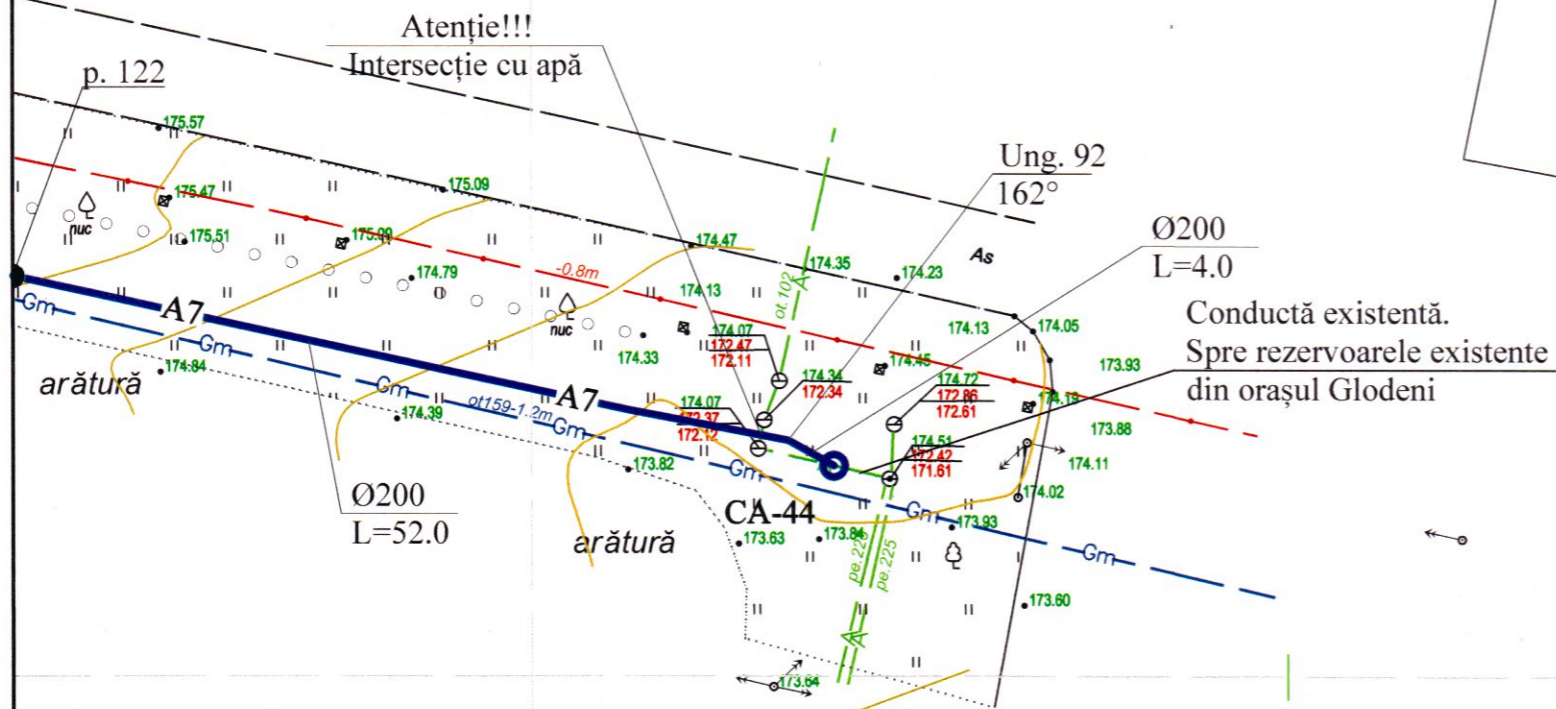 Atenție!!!
Intersecție cu apă
p. 122
175.57
175.47
nuc
175.51
175.09
175.09
174.79
174.47
174.35
174.23
As
Ung. 92
162°
Ø200
L=4.0
Conductă existentă.
Spre rezervoarele existente
din orașul Glodeni
-0.8m
ot.102
A
174.13
174.13
174.05
nuc
174.33
174.07
172.47
172.11
174.34
172.34
174.45
174.72
172.86
172.61
173.93
174.19
173.88
174.11
174.02
Gm
A7
Gm
174.84
arătură
Gm
174.39
ot159-1.2m
A7
Gm
174.07
172.37
172.12
174.51
172.42
171.61
173.82
Gm
Gm
173.93
Gm
Ø200
L=52.0
arătură
CA-44
173.63
173.84
pe.225
pe.225
A
A
173.60
173.64